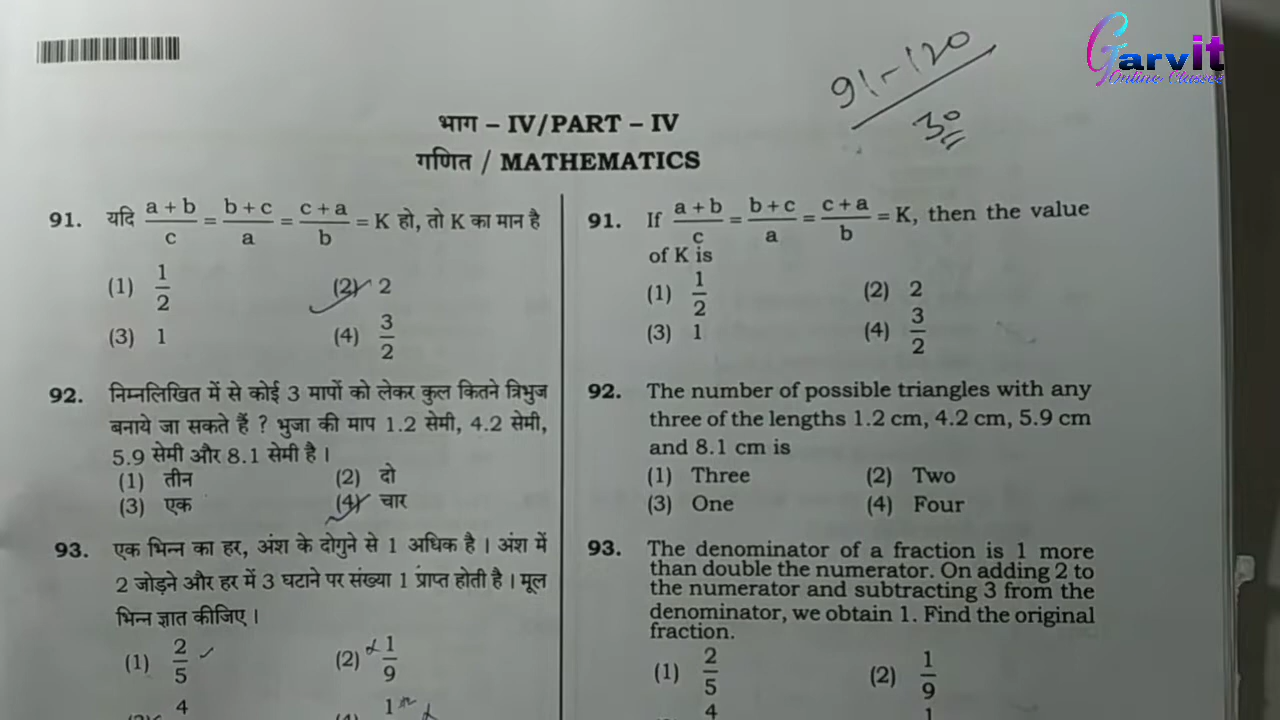 Garvit
Online Classes
91-120
30
भाग – IV/PART – IV
गणित / MATHEMATICS
91. यदि (a + b)/c = (b + c)/a = (c + a)/b = K हो, तो K का मान है
(1) 1/2 (2) 2
(3) 1 (4) 3/2
92. निम्नलिखित में से कोई 3 मापों को लेकर कुल कितने त्रिभुज
बनाये जा सकते हैं ? भुजा की माप 1.2 सेमी, 4.2 सेमी,
5.9 सेमी और 8.1 सेमी है ।
(1) तीन (2) दो
(3) एक (4) चार
93. एक भिन्न का हर, अंश के दोगुने से 1 अधिक है । अंश में
2 जोड़ने और हर में 3 घटाने पर संख्या 1 प्राप्त होती है । मूल
भिन्न ज्ञात कीजिए ।
(1) 2/5 (2) 1/9
4 1
91. If (a + b)/c = (b + c)/a = (c + a)/b = K, then the value
of K is
(1) 1/2 (2) 2
(3) 1 (4) 3/2
92. The number of possible triangles with any
three of the lengths 1.2 cm, 4.2 cm, 5.9 cm
and 8.1 cm is
(1) Three (2) Two
(3) One (4) Four
93. The denominator of a fraction is 1 more
than double the numerator. On adding 2 to
the numerator and subtracting 3 from the
denominator, we obtain 1. Find the original
fraction.
(1) 2/5 (2) 1/9
4 1